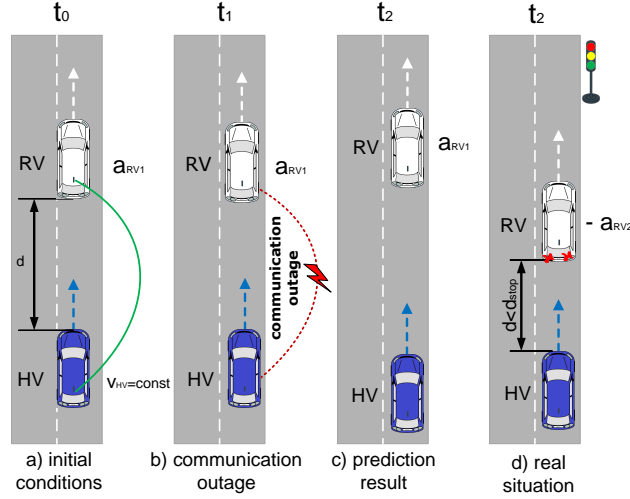 t0
t1
t2
t2
RV
aRV1
d
HV
vHV=const
RV
aRV1
communication
outage
HV
RV
aRV1
HV
RV
- aRV2
d<dstop
HV
a) initial
conditions
b) communication
outage
c) prediction
result
d) real
situation